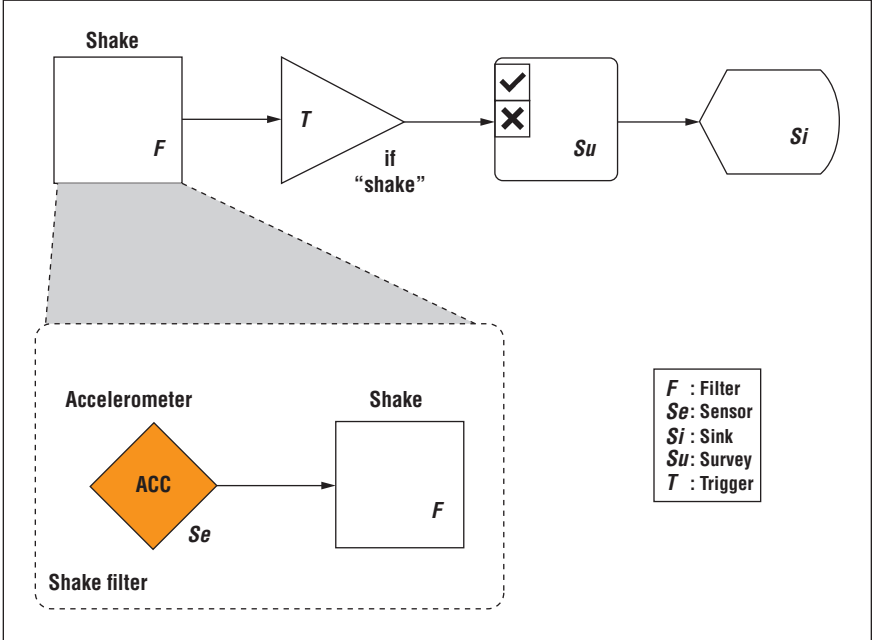 Shake
F
T
if
“shake”
Su
Si
Accelerometer
ACC
Se
Shake
F
Shake filter
F : Filter
Se: Sensor
Si : Sink
Su: Survey
T : Trigger